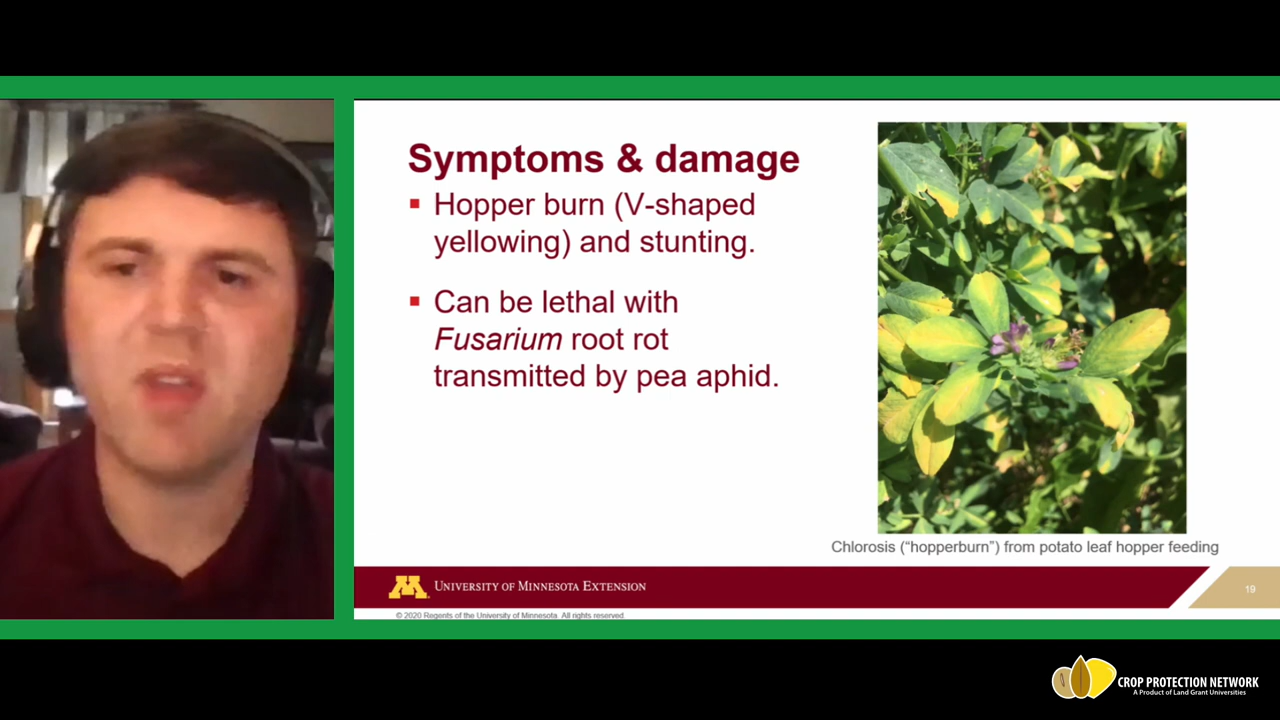 Symptoms & damage
▪ Hopper burn (V-shaped
yellowing) and stunting.
▪ Can be lethal with
Fusarium root rot
transmitted by pea aphid.
Chlorosis (“hopperburn”) from potato leaf hopper feeding
M University of Minnesota Extension
19
© 2020 Regents of the University of Minnesota. All rights reserved.
CROP PROTECTION NETWORK
A Product of Land Grant Universities